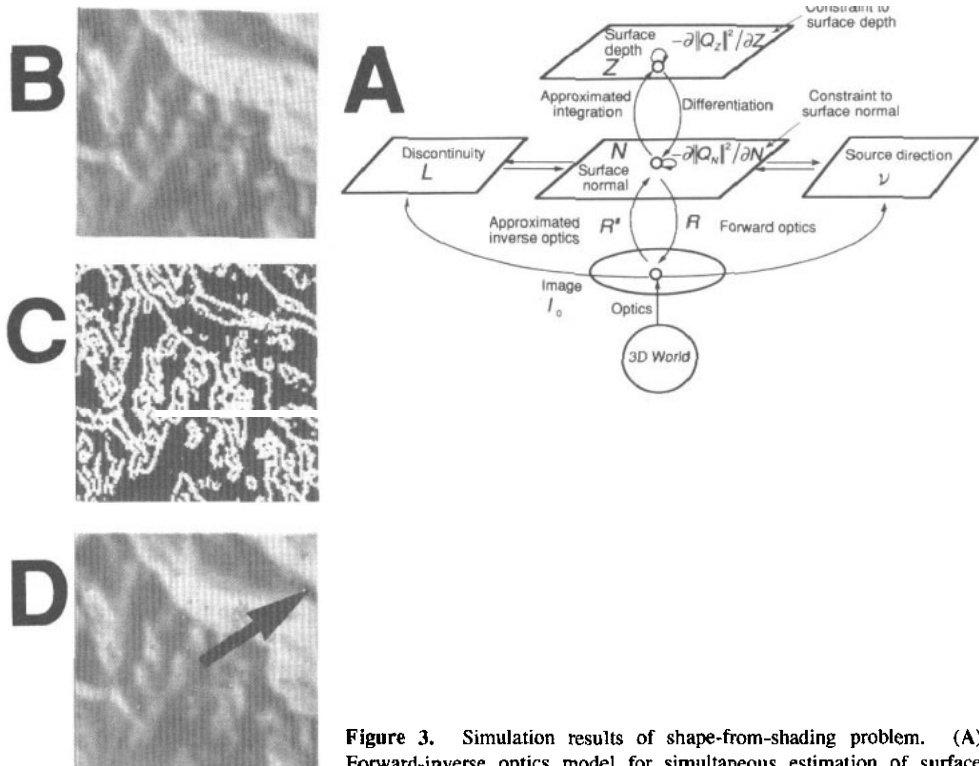 B
A
Constraint to
surface depth
Surface
depth
Z
-∂‖Q_Z‖²/∂Z
Approximated
integration
Differentiation
Constraint to
surface normal
Discontinuity
L
N
Surface
normal
-∂‖Q_N‖²/∂N
Source direction
ν
Approximated
inverse optics
R#
R
Forward optics
Image
I₀
Optics
3D World
C
D
Figure 3. Simulation results of shape-from-shading problem. (A)
Forward-inverse optics model for simultaneous estimation of surface